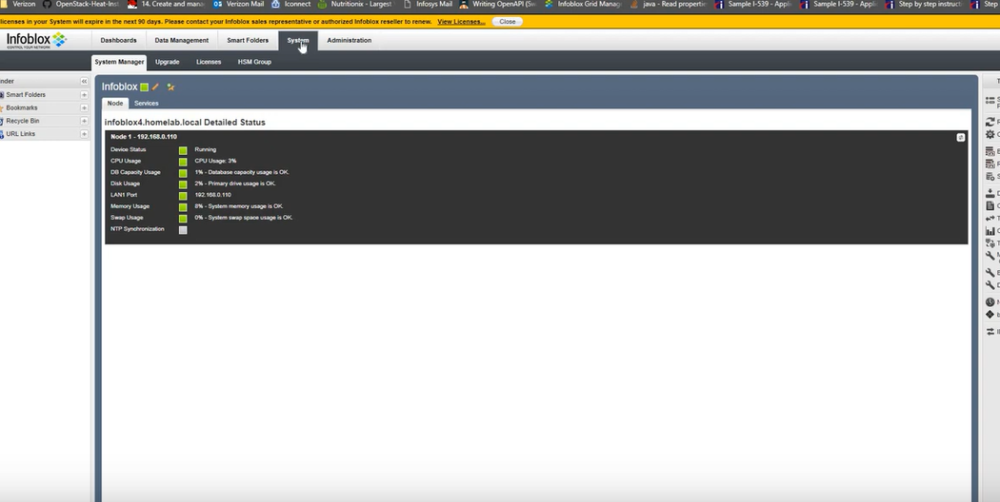 Verizon OpenStack-Heat-Inst 14. Create and mana Verizon Mail Iconnect Nutritionix - Largest Infosys Mail Writing OpenAPI (Sw Infoblox Grid Mana java - Read properti Sample I-539 - Appli Sample I-539 - Appli Step by step instruct Step
licenses in your System will expire in the next 90 days. Please contact your Infoblox sales representative or authorized Infoblox reseller to renew. View Licenses... Close
Infoblox
CONTROL YOUR NETWORK
Dashboards Data Management Smart Folders System Administration
System Manager Upgrade Licenses HSM Group
nder
Smart Folders
Bookmarks
Recycle Bin
URL Links
Infoblox
Node Services
infoblox4.homelab.local Detailed Status
Node 1 - 192.168.0.110
Device Status Running
CPU Usage CPU Usage: 3%
DB Capacity Usage 1% - Database capacity usage is OK.
Disk Usage 2% - Primary drive usage is OK.
LAN1 Port 192.168.0.110
Memory Usage 8% - System memory usage is OK.
Swap Usage 0% - System swap space usage is OK.
NTP Synchronization